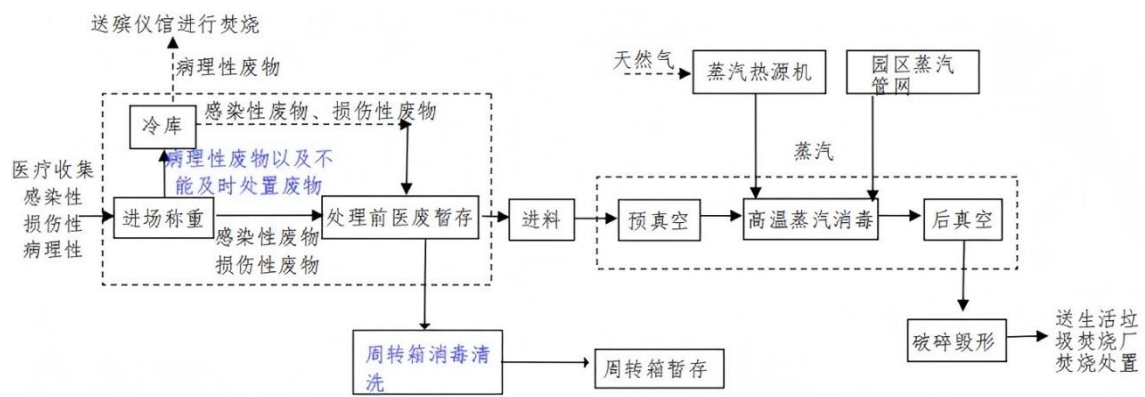 送殡仪馆进行焚烧
病理性废物
天然气
蒸汽热源机
园区蒸汽
管网
冷库
感染性废物、损伤性废物
蒸汽
医疗收集
感染性
损伤性
病理性
病理性废物以及不
能及时处置废物
进场称重
感染性废物
损伤性废物
处理前医废暂存
进料
预真空
高温蒸汽消毒
后真空
周转箱消毒清
洗
周转箱暂存
破碎毁形
送生活垃
圾焚烧厂
焚烧处置